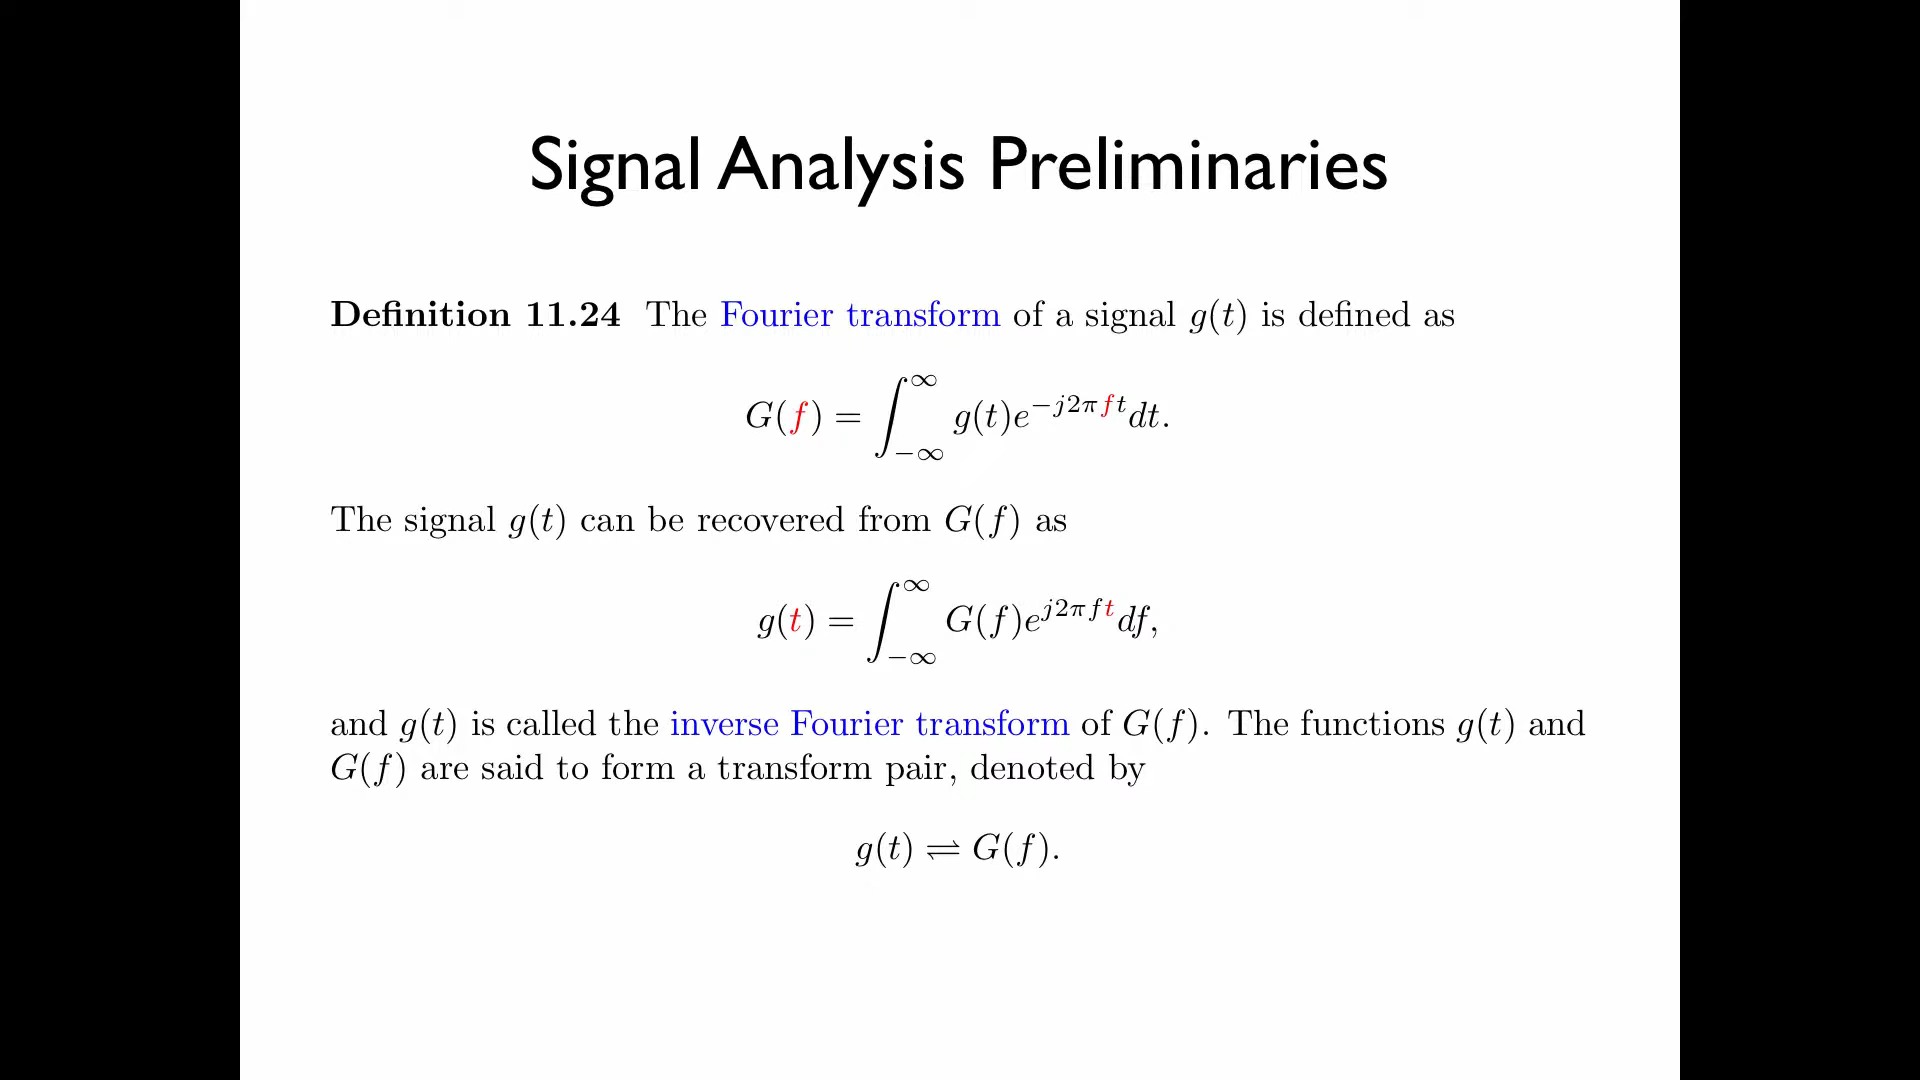 Signal Analysis Preliminaries
Definition 11.24 The Fourier transform of a signal g(t) is defined as
G(f) = ∫_{−∞}^{∞} g(t)e^{−j2πft}dt.
The signal g(t) can be recovered from G(f) as
g(t) = ∫_{−∞}^{∞} G(f)e^{j2πft}df,
and g(t) is called the inverse Fourier transform of G(f). The functions g(t) and
G(f) are said to form a transform pair, denoted by
g(t) ⇌ G(f).